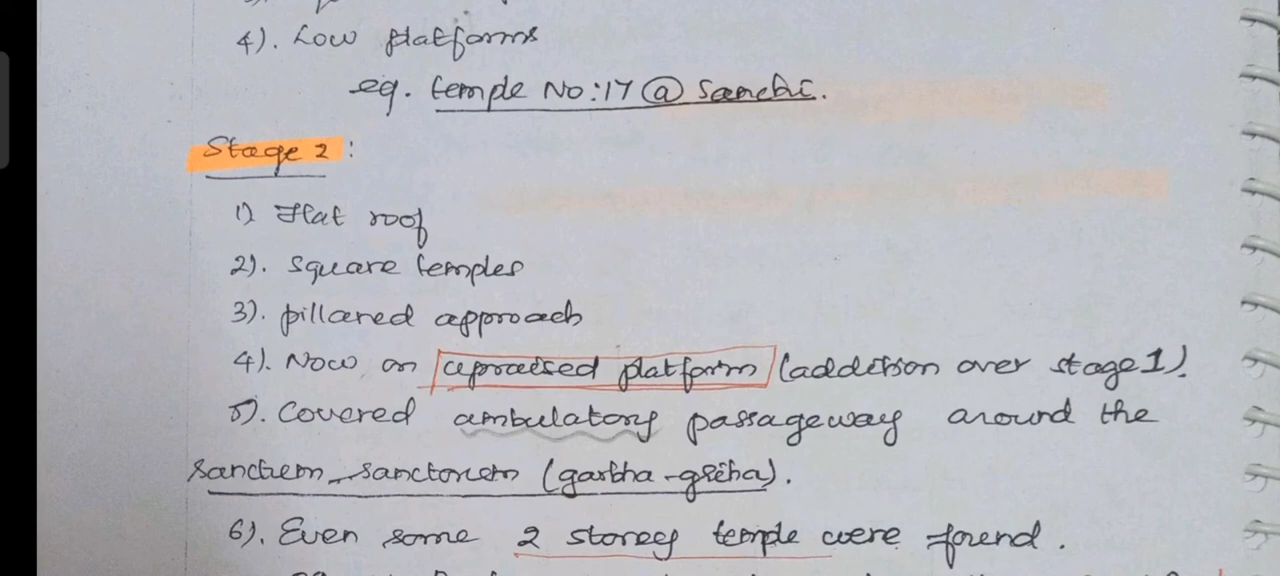 4). Low platforms
eg. temple No:17 @ Sanchi.
Stage 2 :
1) Flat roof
2). Square temples
3). pillared approach
4). Now on upraised platform (addition over stage 1).
5). Covered ambulatory passageway around the
sanctum sanctorum (garbha-griha).
6). Even some 2 storey temple were found.